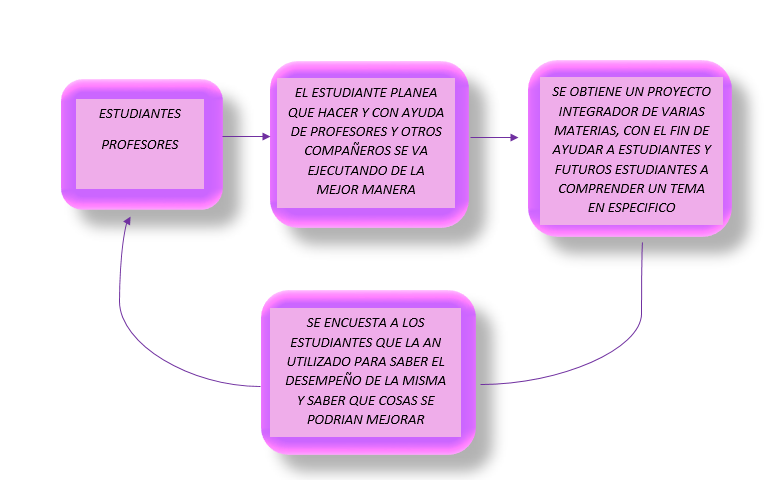 ESTUDIANTES
PROFESORES
EL ESTUDIANTE PLANEA
QUE HACER Y CON AYUDA
DE PROFESORES Y OTROS
COMPAÑEROS SE VA
EJECUTANDO DE LA
MEJOR MANERA
SE OBTIENE UN PROYECTO
INTEGRADOR DE VARIAS
MATERIAS, CON EL FIN DE
AYUDAR A ESTUDIANTES Y
FUTUROS ESTUDIANTES A
COMPRENDER UN TEMA
EN ESPECIFICO
SE ENCUESTA A LOS
ESTUDIANTES QUE LA AN
UTILIZADO PARA SABER EL
DESEMPEÑO DE LA MISMA
Y SABER QUE COSAS SE
PODRIAN MEJORAR